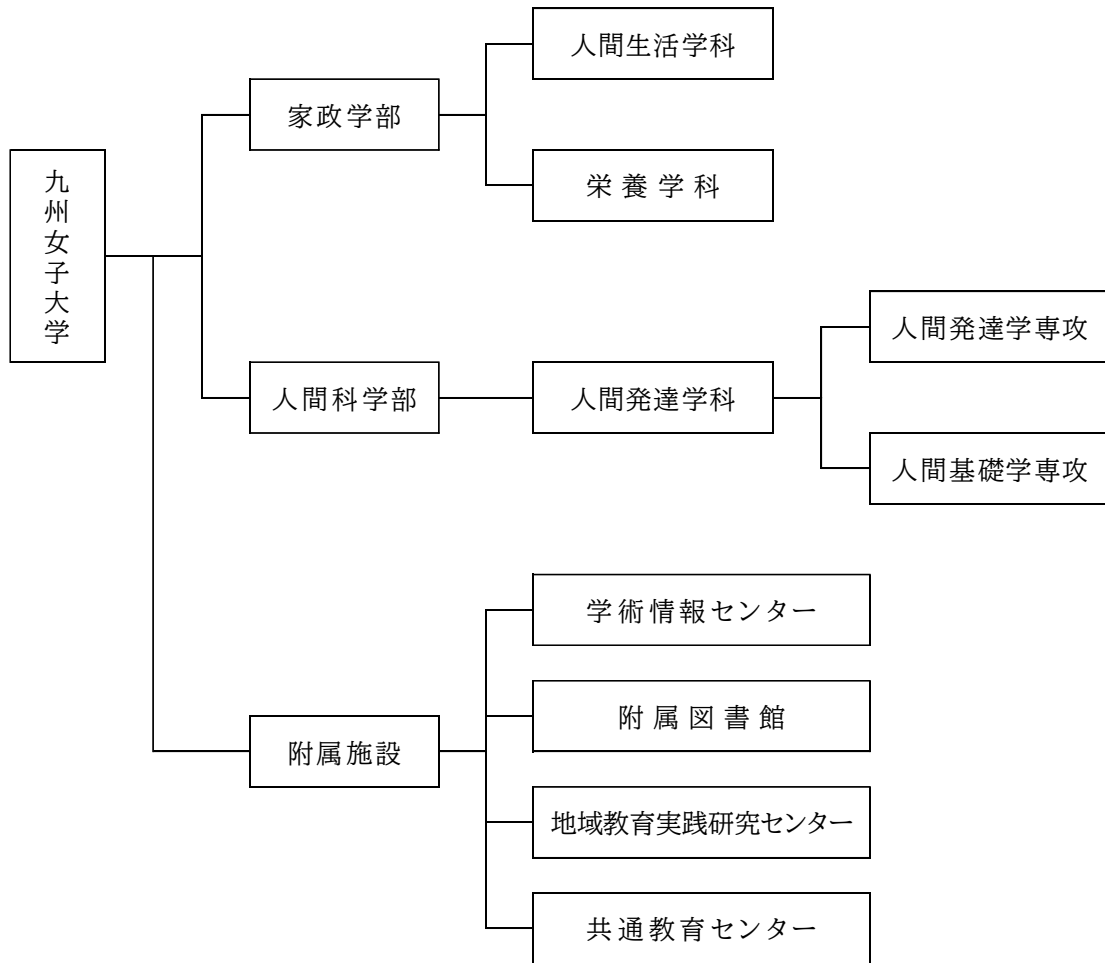 九州女子大学
家政学部
人間生活学科
栄養学科
人間科学部
人間発達学科
人間発達学専攻
人間基礎学専攻
附属施設
学術情報センター
附属図書館
地域教育実践研究センター
共通教育センター